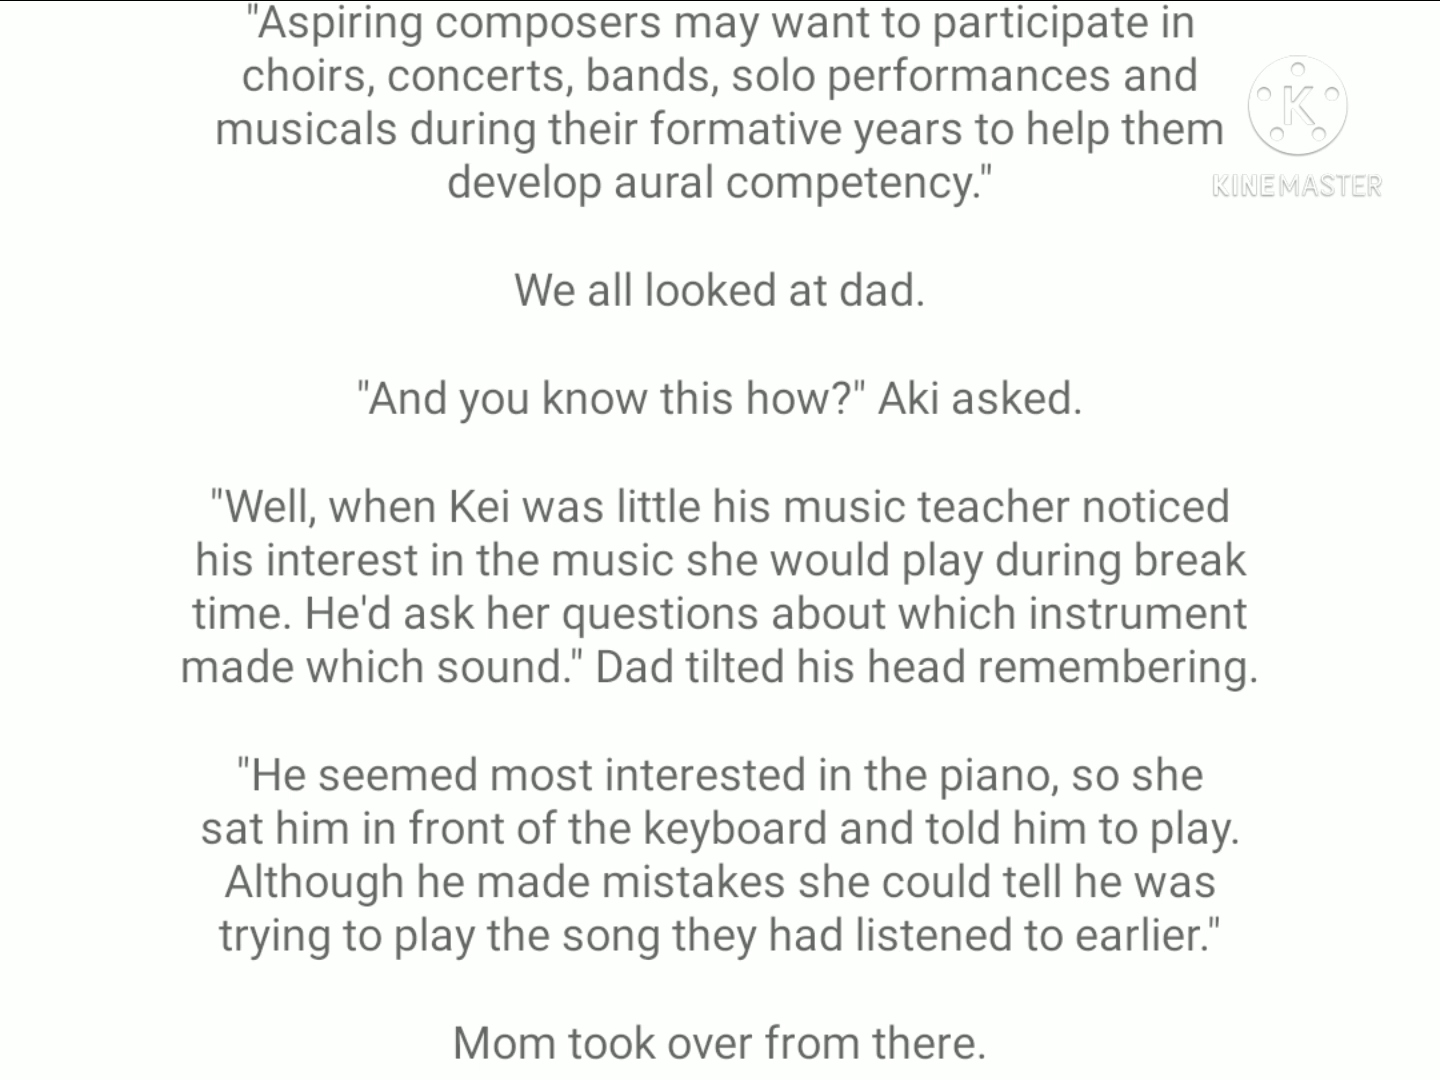 "Aspiring composers may want to participate in
choirs, concerts, bands, solo performances and
musicals during their formative years to help them
develop aural competency."
K
KINEMASTER
We all looked at dad.
"And you know this how?" Aki asked.
"Well, when Kei was little his music teacher noticed
his interest in the music she would play during break
time. He'd ask her questions about which instrument
made which sound." Dad tilted his head remembering.
"He seemed most interested in the piano, so she
sat him in front of the keyboard and told him to play.
Although he made mistakes she could tell he was
trying to play the song they had listened to earlier."
Mom took over from there.